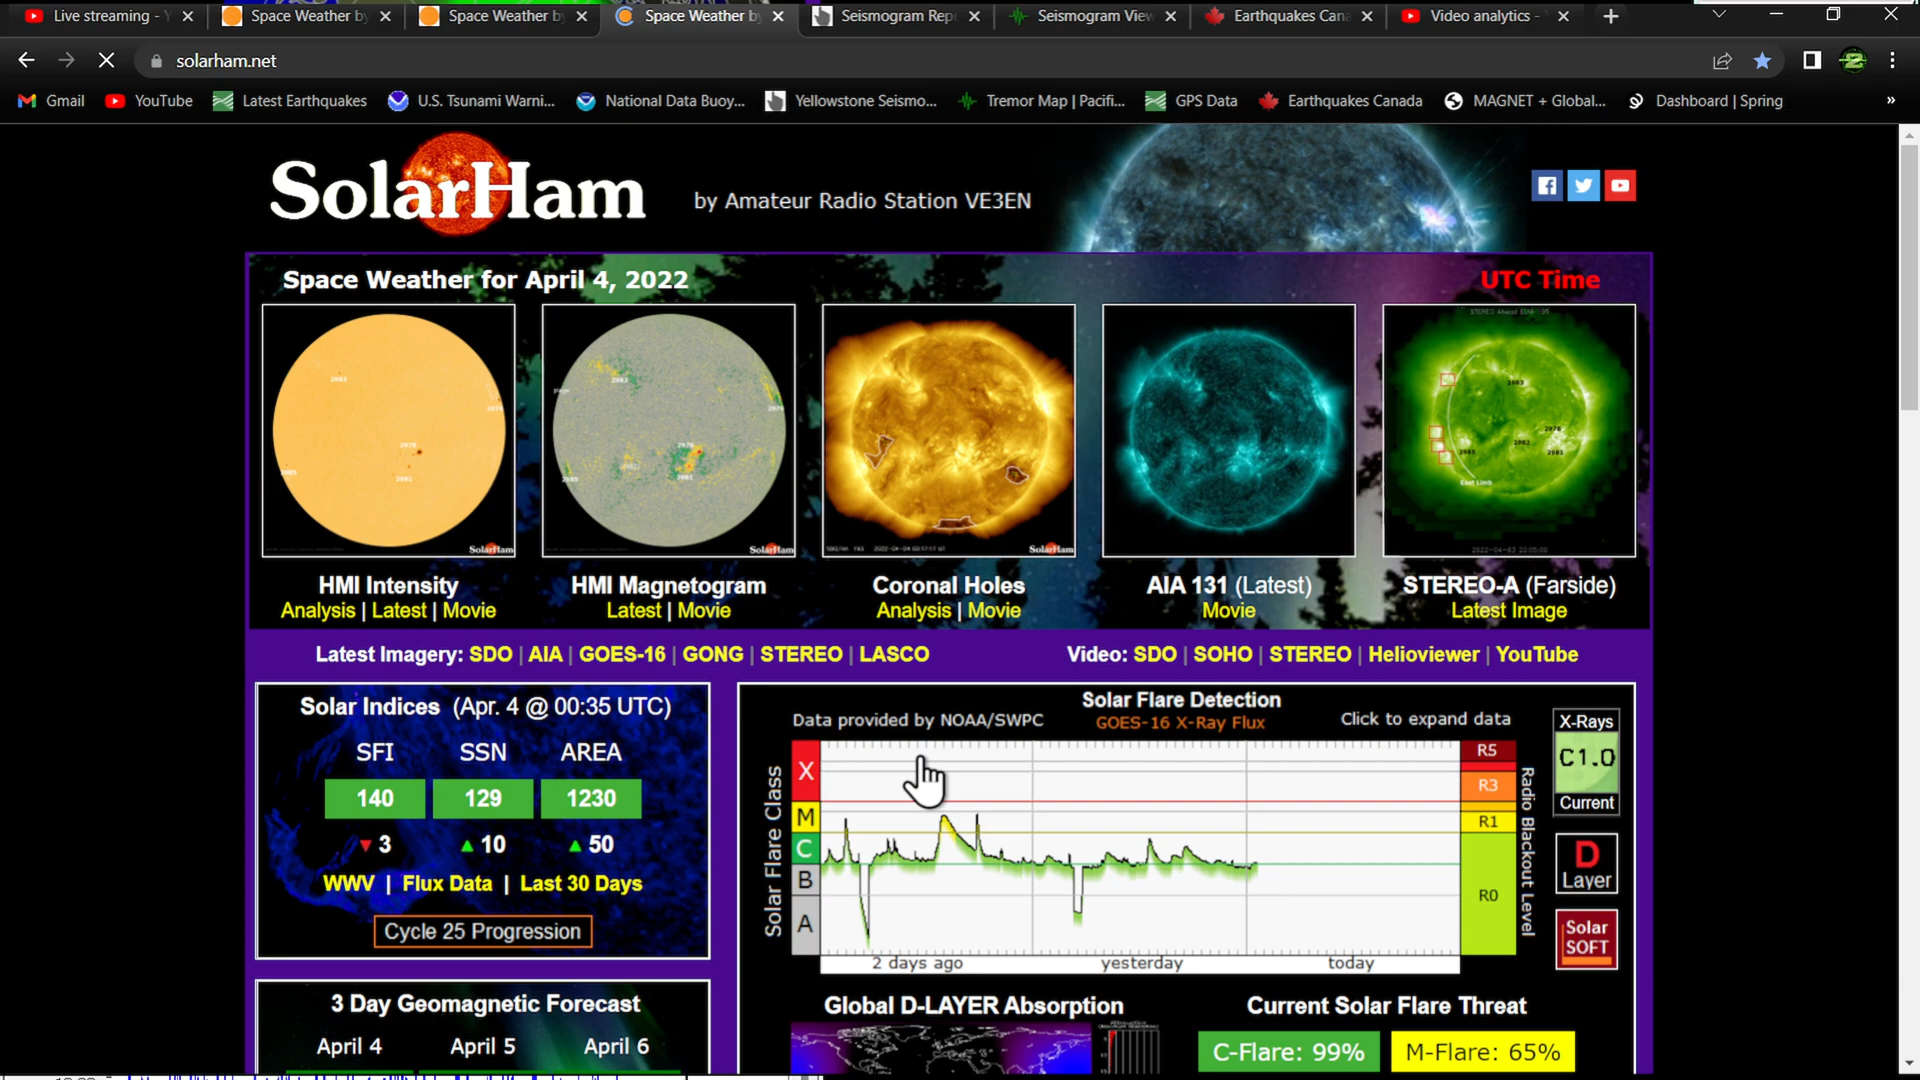 Live streaming - Y
Space Weather by
Space Weather by
Space Weather by
Seismogram Rep
Seismogram View
Earthquakes Cana
Video analytics -
solarham.net
Gmail
YouTube
Latest Earthquakes
U.S. Tsunami Warni...
National Data Buoy...
Yellowstone Seismo...
Tremor Map | Pacifi...
GPS Data
Earthquakes Canada
MAGNET + Global...
Dashboard | Spring
»
SolarHam
by Amateur Radio Station VE3EN
Space Weather for April 4, 2022
UTC Time
SolarHam
SolarHam
SolarHam
East Limb
HMI Intensity
Analysis | Latest | Movie
HMI Magnetogram
Latest | Movie
Coronal Holes
Analysis | Movie
AIA 131 (Latest)
Movie
STEREO-A (Farside)
Latest Image
Latest Imagery: SDO | AIA | GOES-16 | GONG | STEREO | LASCO
Video: SDO | SOHO | STEREO | Helioviewer | YouTube
Solar Indices (Apr. 4 @ 00:35 UTC)
SFI SSN AREA
140 129 1230
3 10 50
WWV | Flux Data | Last 30 Days
Cycle 25 Progression
3 Day Geomagnetic Forecast
April 4 April 5 April 6
Solar Flare Detection
Data provided by NOAA/SWPC
GOES-16 X-Ray Flux
Click to expand data
Solar Flare Class
X
M
C
B
A
R5
R3
R1
R0
Radio Blackout Level
2 days ago yesterday today
X-Rays
C1.0
Current
D
Layer
Solar
SOFT
Global D-LAYER Absorption
Current Solar Flare Threat
C-Flare: 99%
M-Flare: 65%